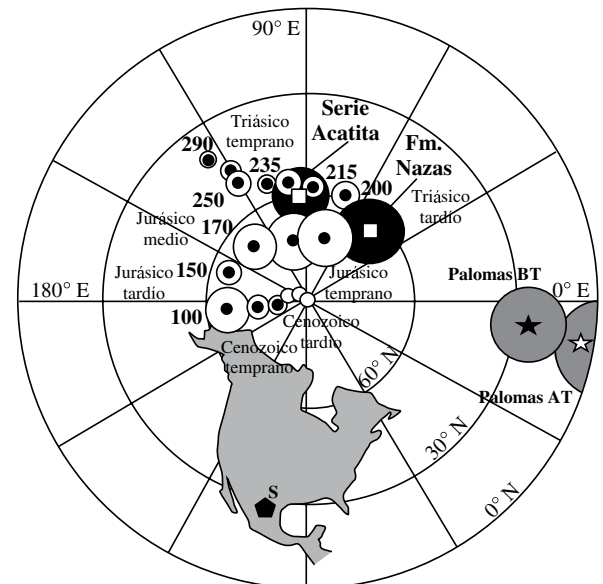 90° E
Serie
Acatita
Triásico
temprano
Fm.
Nazas
290
235
215
200
250
Triásico
tardío
Jurásico
medio
170
Jurásico
tardío
150
Jurásico
temprano
Palomas BT
180° E
0° E
100
Cenozoico
tardío
Cenozoico
temprano
60° N
Palomas AT
30° N
0° N
S